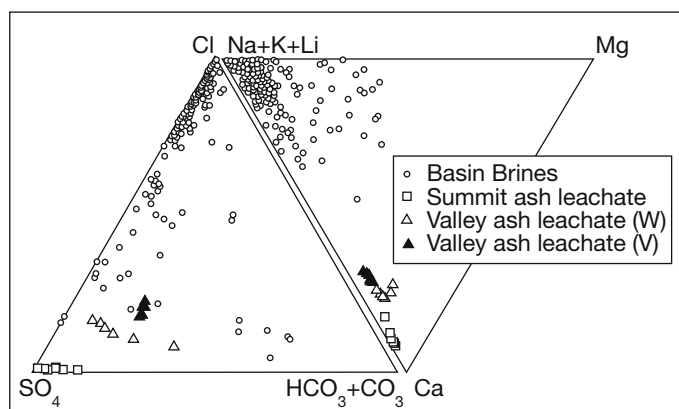 Cl Na+K+Li Mg
Basin Brines
Summit ash leachate
Valley ash leachate (W)
Valley ash leachate (V)
SO₄ HCO₃+CO₃ Ca